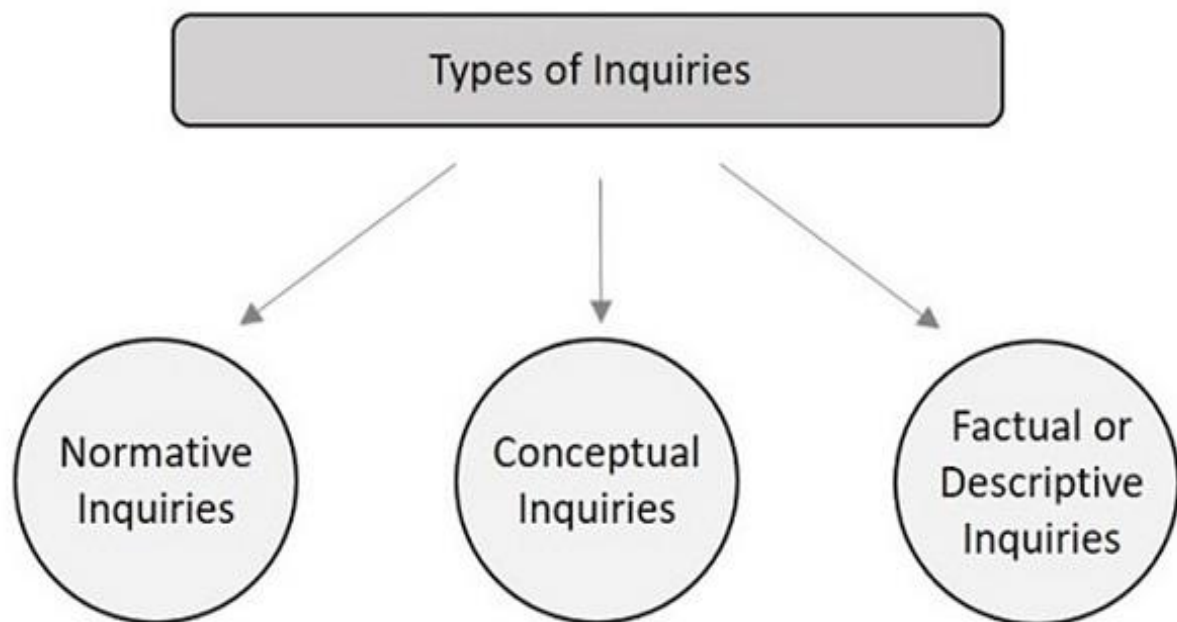 Types of Inquiries
Normative
Inquiries
Conceptual
Inquiries
Factual or
Descriptive
Inquiries